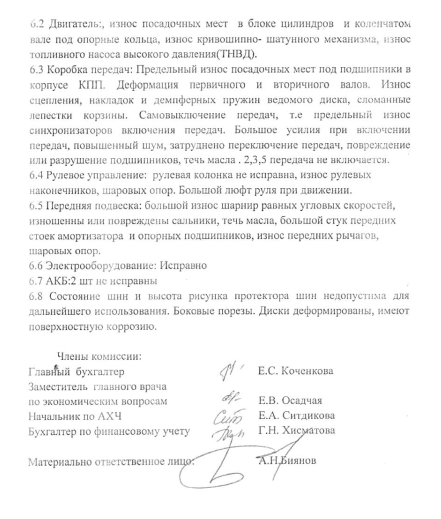 6.2 Двигатель:, износ посадочных мест в блоке цилиндров и коленчатом
вале под опорные кольца, износ кривошипно- шатунного механизма, износ
топливного насоса высокого давления(ТНВД).
6.3 Коробка передач: Предельный износ посадочных мест под подшипники в
корпусе КПП. Деформация первичного и вторичного валов. Износ
сцепления, накладок и демпферных пружин ведомого диска, сломанные
лепестки корзины. Самовыключение передач, т.е предельный износ
синхронизаторов включения передач. Большое усилия при включении
передач, повышенный шум, затруднено переключение передач, повреждение
или разрушение подшипников, течь масла . 2,3,5 передача не включается.
6.4 Рулевое управление: рулевая колонка не исправна, износ рулевых
наконечников, шаровых опор. Большой люфт руля при движении.
6.5 Передняя подвеска: большой износ шарнир равных угловых скоростей,
изношенны или повреждены сальники, течь масла, большой стук передних
стоек амортизатора и опорных подшипников, износ передних рычагов,
шаровых опор.
6.6 Электрооборудование: Исправно
6.7 АКБ:2 шт не исправны
6.8 Состояние шин и высота рисунка протектора шин недопустима для
дальнейшего использования. Боковые порезы. Диски деформированы, имеют
поверхностную коррозию.
Члены комиссии:
Главный бухгалтер Е.С. Коченкова
Заместитель главного врача
по экономическим вопросам Е.В. Осадчая
Начальник по АХЧ Е.А. Ситдикова
Бухгалтер по финансовому учету Г.Н. Хисматова
Материально ответственное лицо: А.Н.Биянов